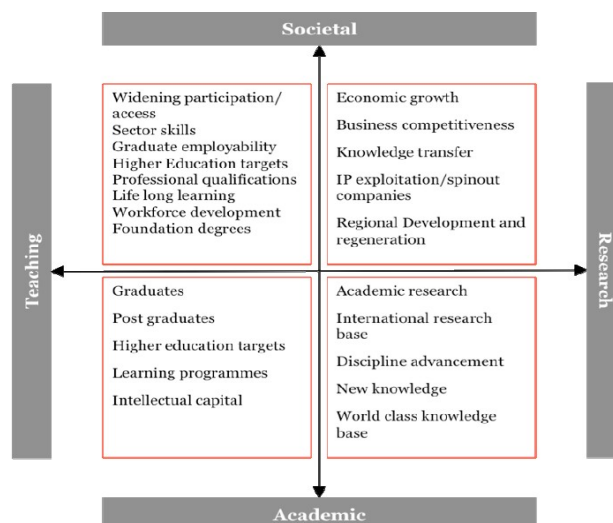 Societal
Teaching
Widening participation/
access
Sector skills
Graduate employability
Higher Education targets
Professional qualifications
Life long learning
Workforce development
Foundation degrees
Economic growth
Business competitiveness
Knowledge transfer
IP exploitation/spinout
companies
Regional Development and
regeneration
Research
Graduates
Post graduates
Higher education targets
Learning programmes
Intellectual capital
Academic research
International research
base
Discipline advancement
New knowledge
World class knowledge
base
Academic